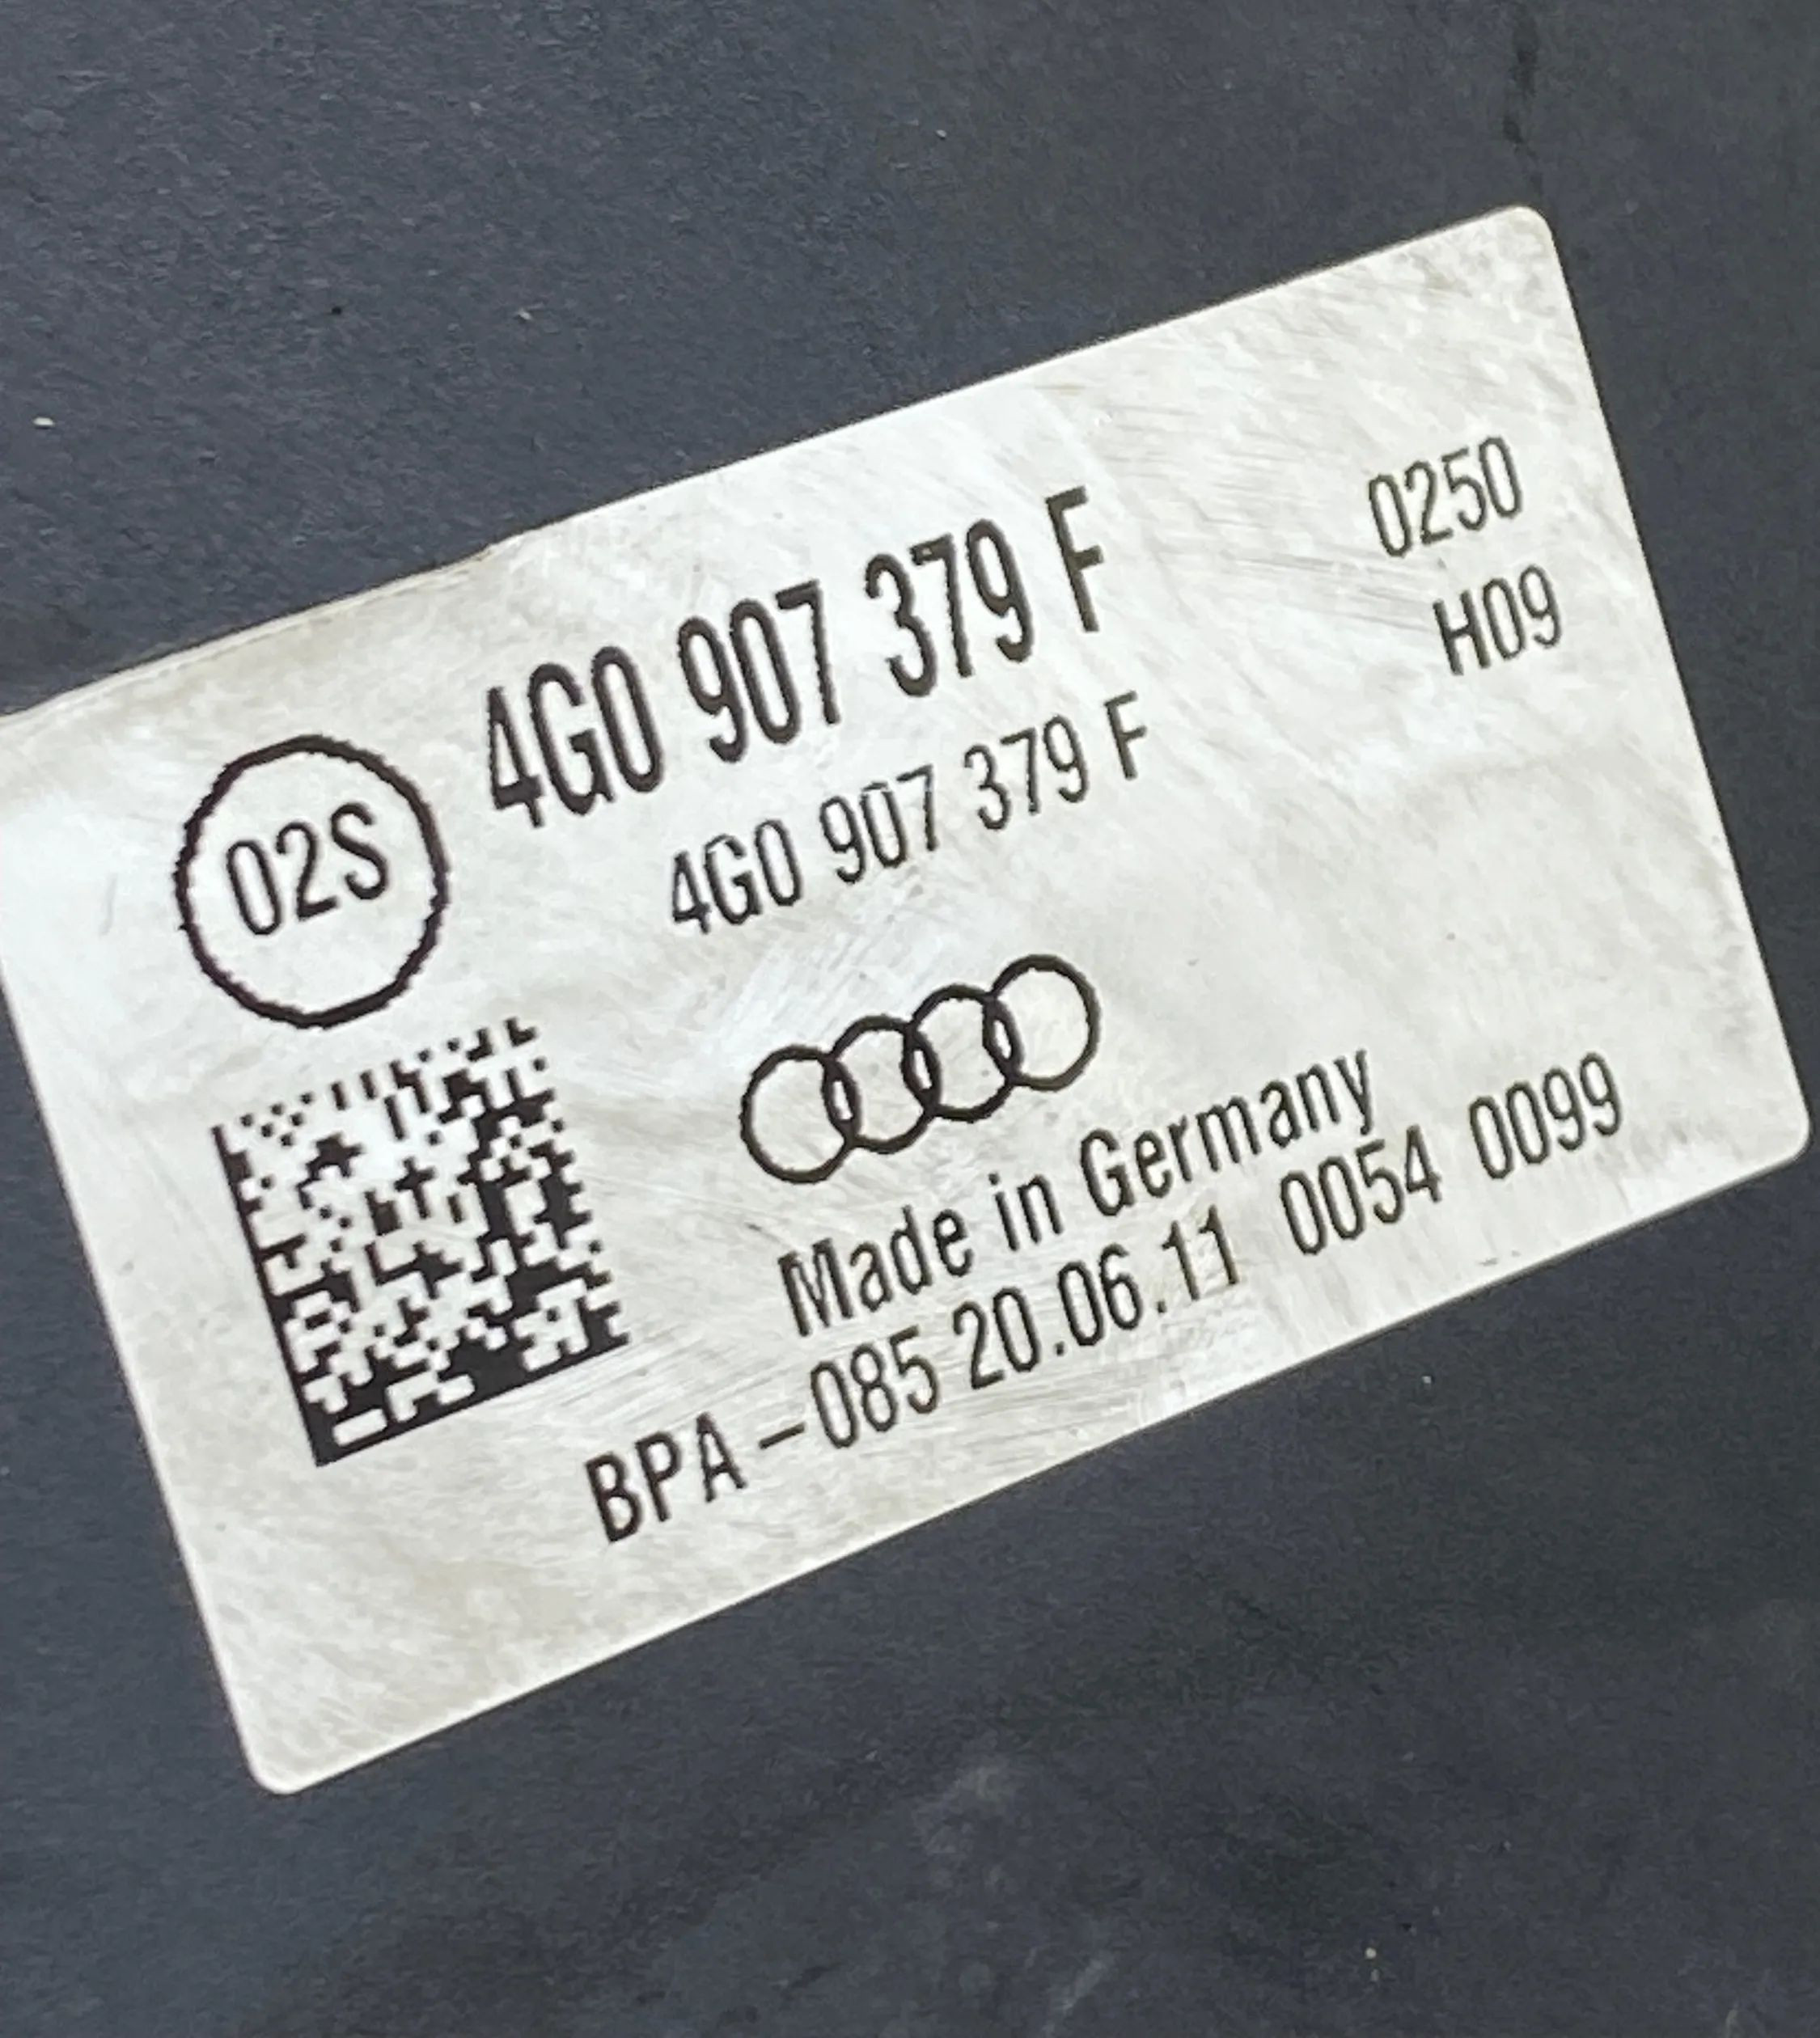 0250
H09
4G0 907 379 F
4G0 907 379 F
02S
Made in Germany
BPA-085 20.06.11 0054 0099